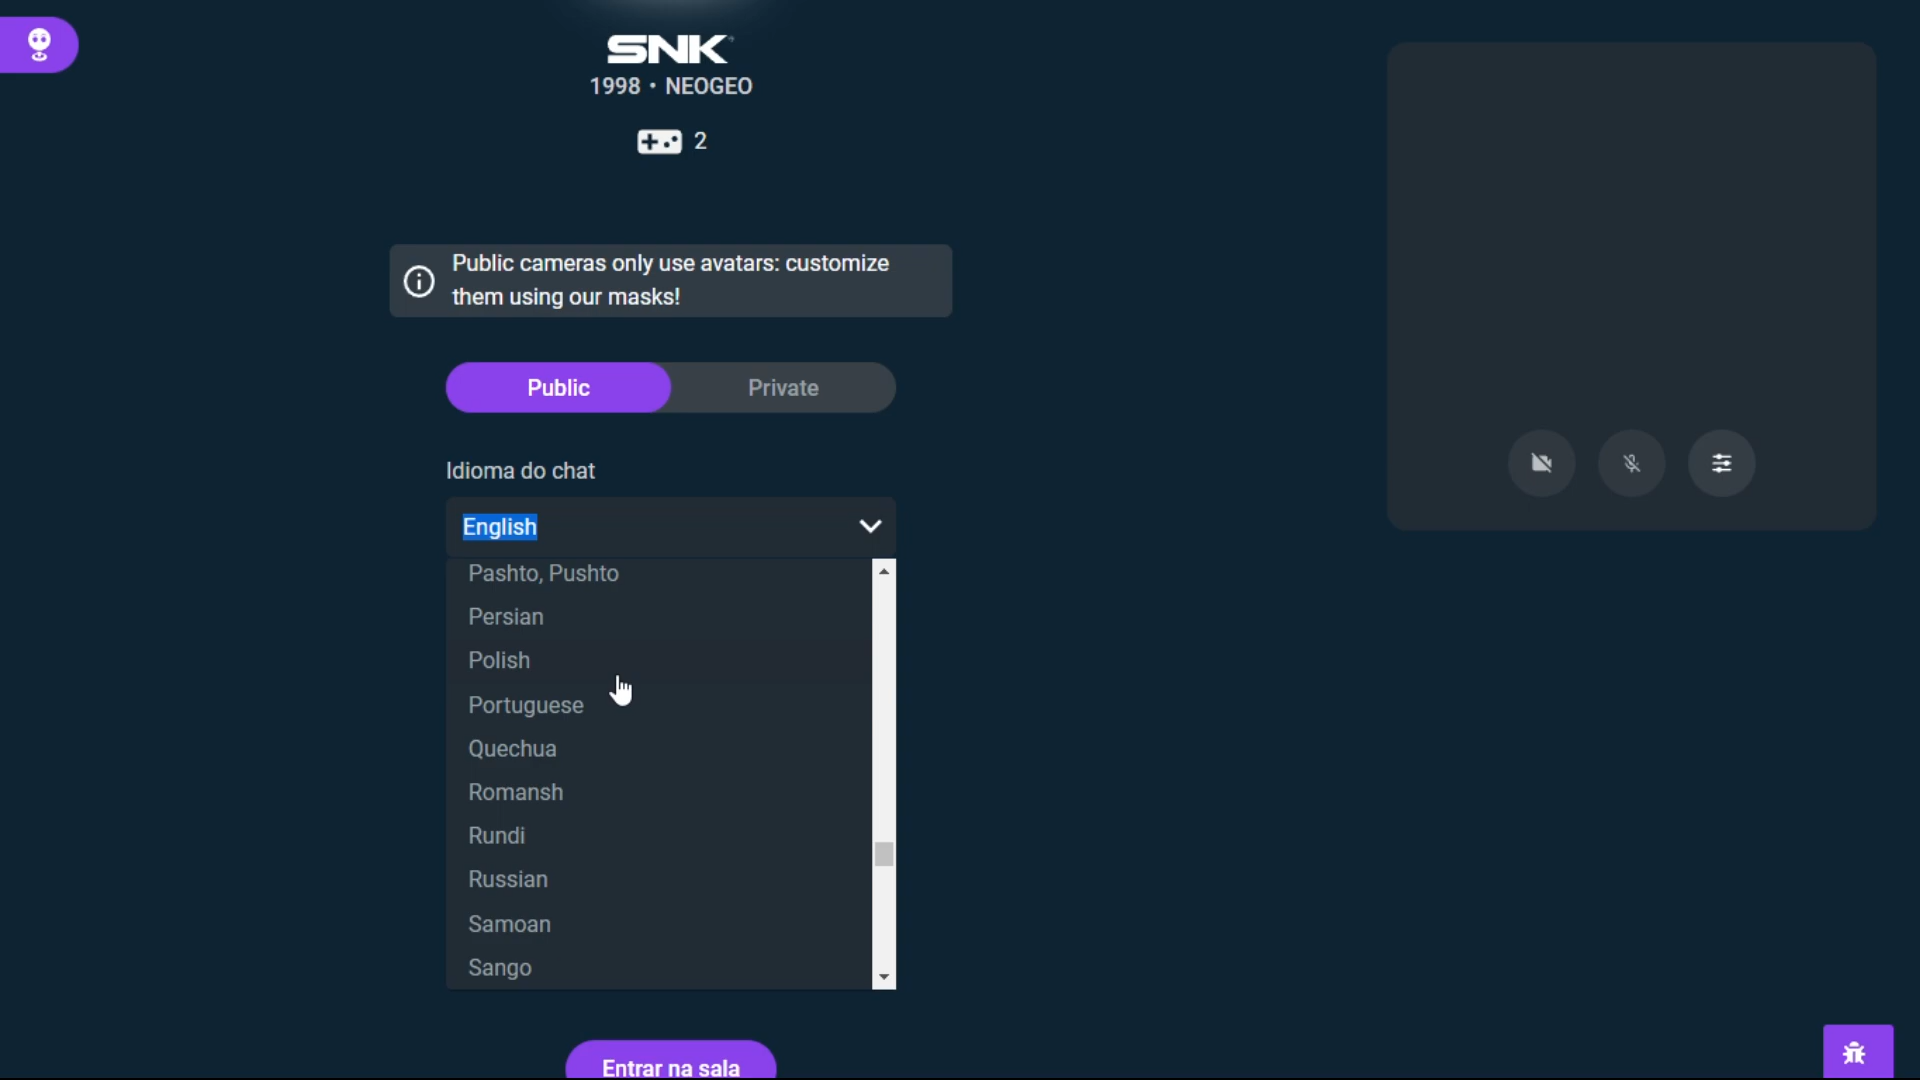 SNK
1998 • NEOGEO
2
Public cameras only use avatars: customize
them using our masks!
Public
Private
Idioma do chat
English
Pashto, Pushto
Persian
Polish
Portuguese
Quechua
Romansh
Rundi
Russian
Samoan
Sango
Entrar na sala